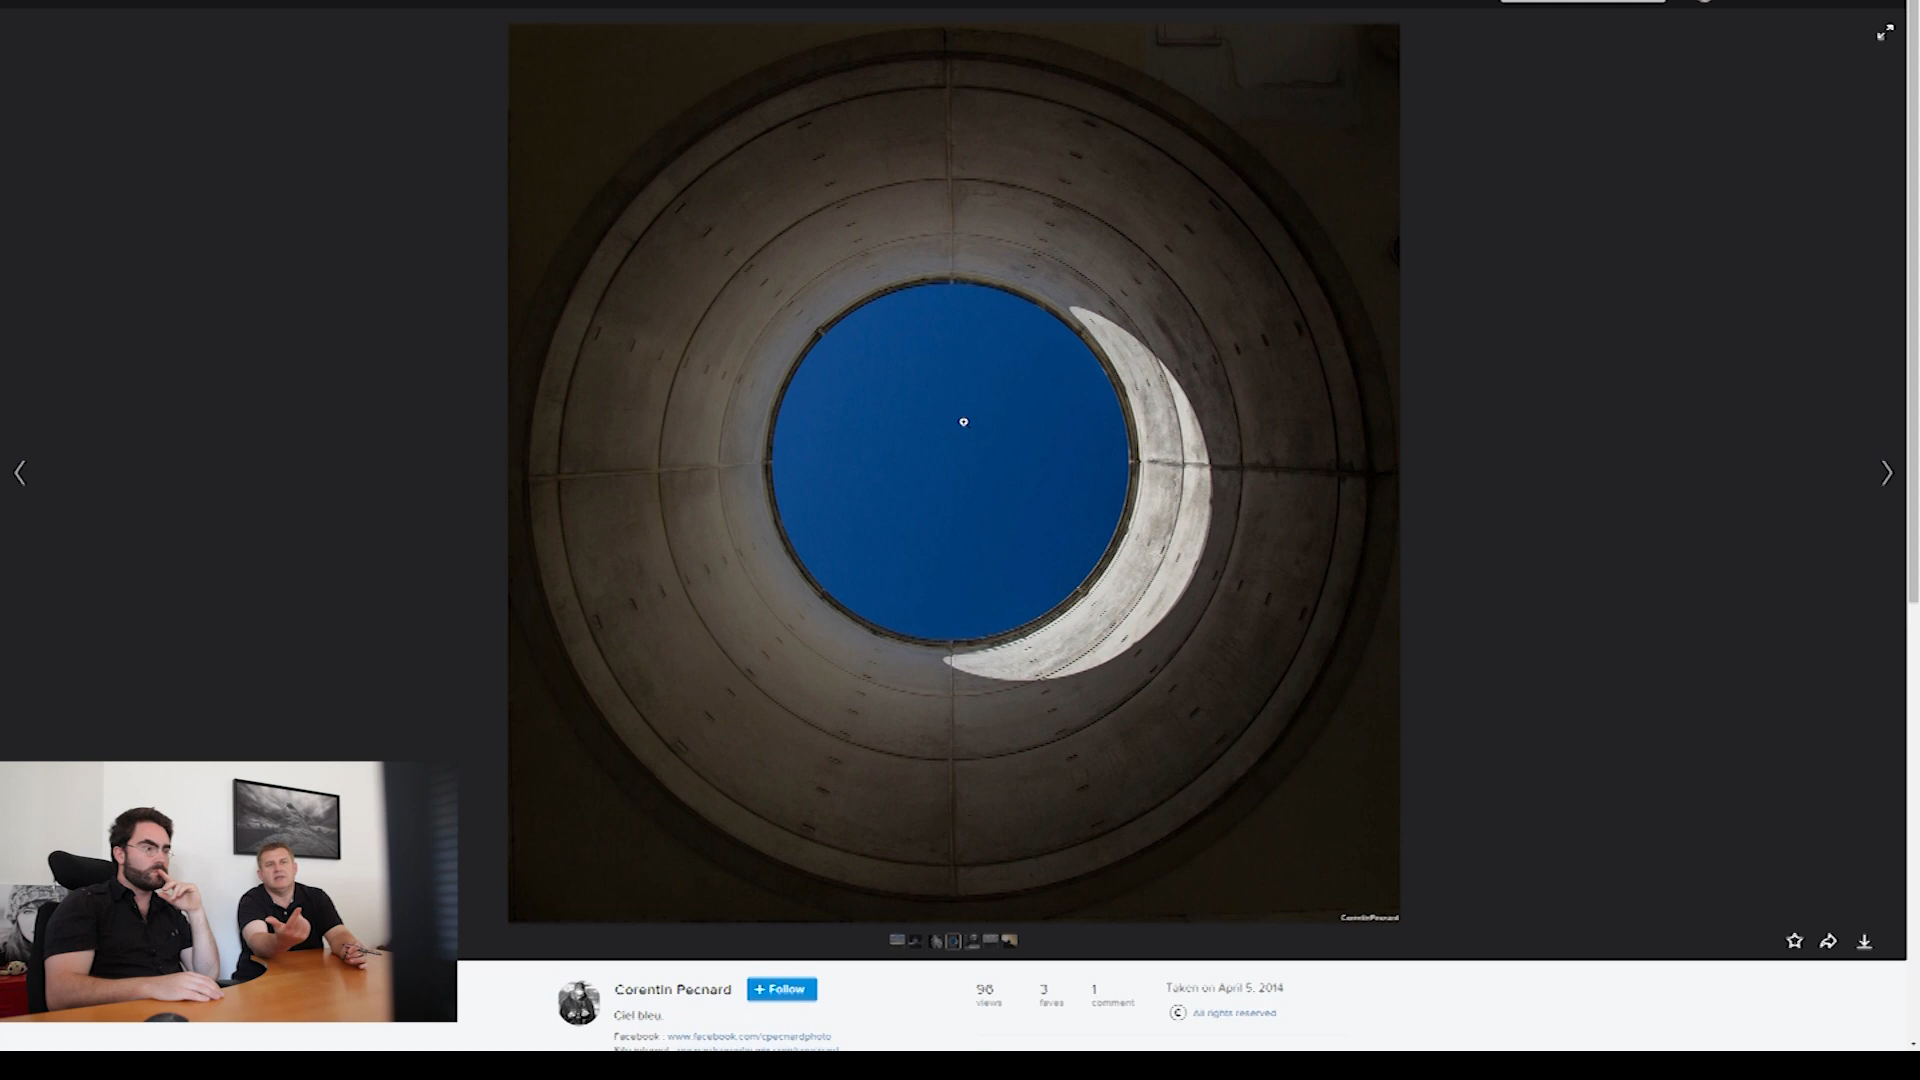 CorentinPecnard
Corentin Pecnard
+ Follow
Ciel bleu.
Facebook : www.facebook.com/cpecnardphoto
96
views
3
faves
1
comment
Taken on April 5, 2014
© All rights reserved